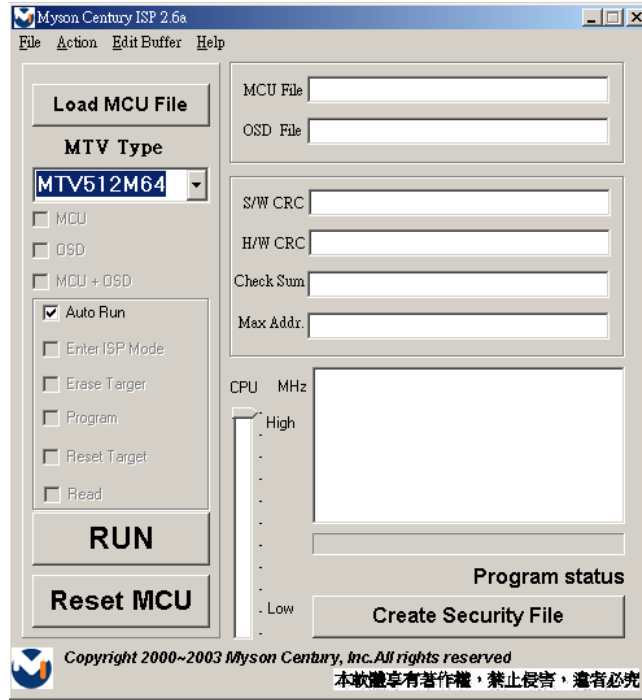 Myson Century ISP 2.6a
File Action Edit Buffer Help
Load MCU File
MTV Type
MTV512M64
MCU
OSD
MCU + OSD
Auto Run
Enter ISP Mode
Erase Targer
Program
Reset Target
Read
RUN
Reset MCU
MCU File
OSD File
S/W CRC
H/W CRC
Check Sum
Max Addr.
CPU MHz
High
Low
Program status
Create Security File
Copyright 2000~2003 Myson Century, Inc.All rights reserved
本軟體享有著作權，禁止侵害，違者必究